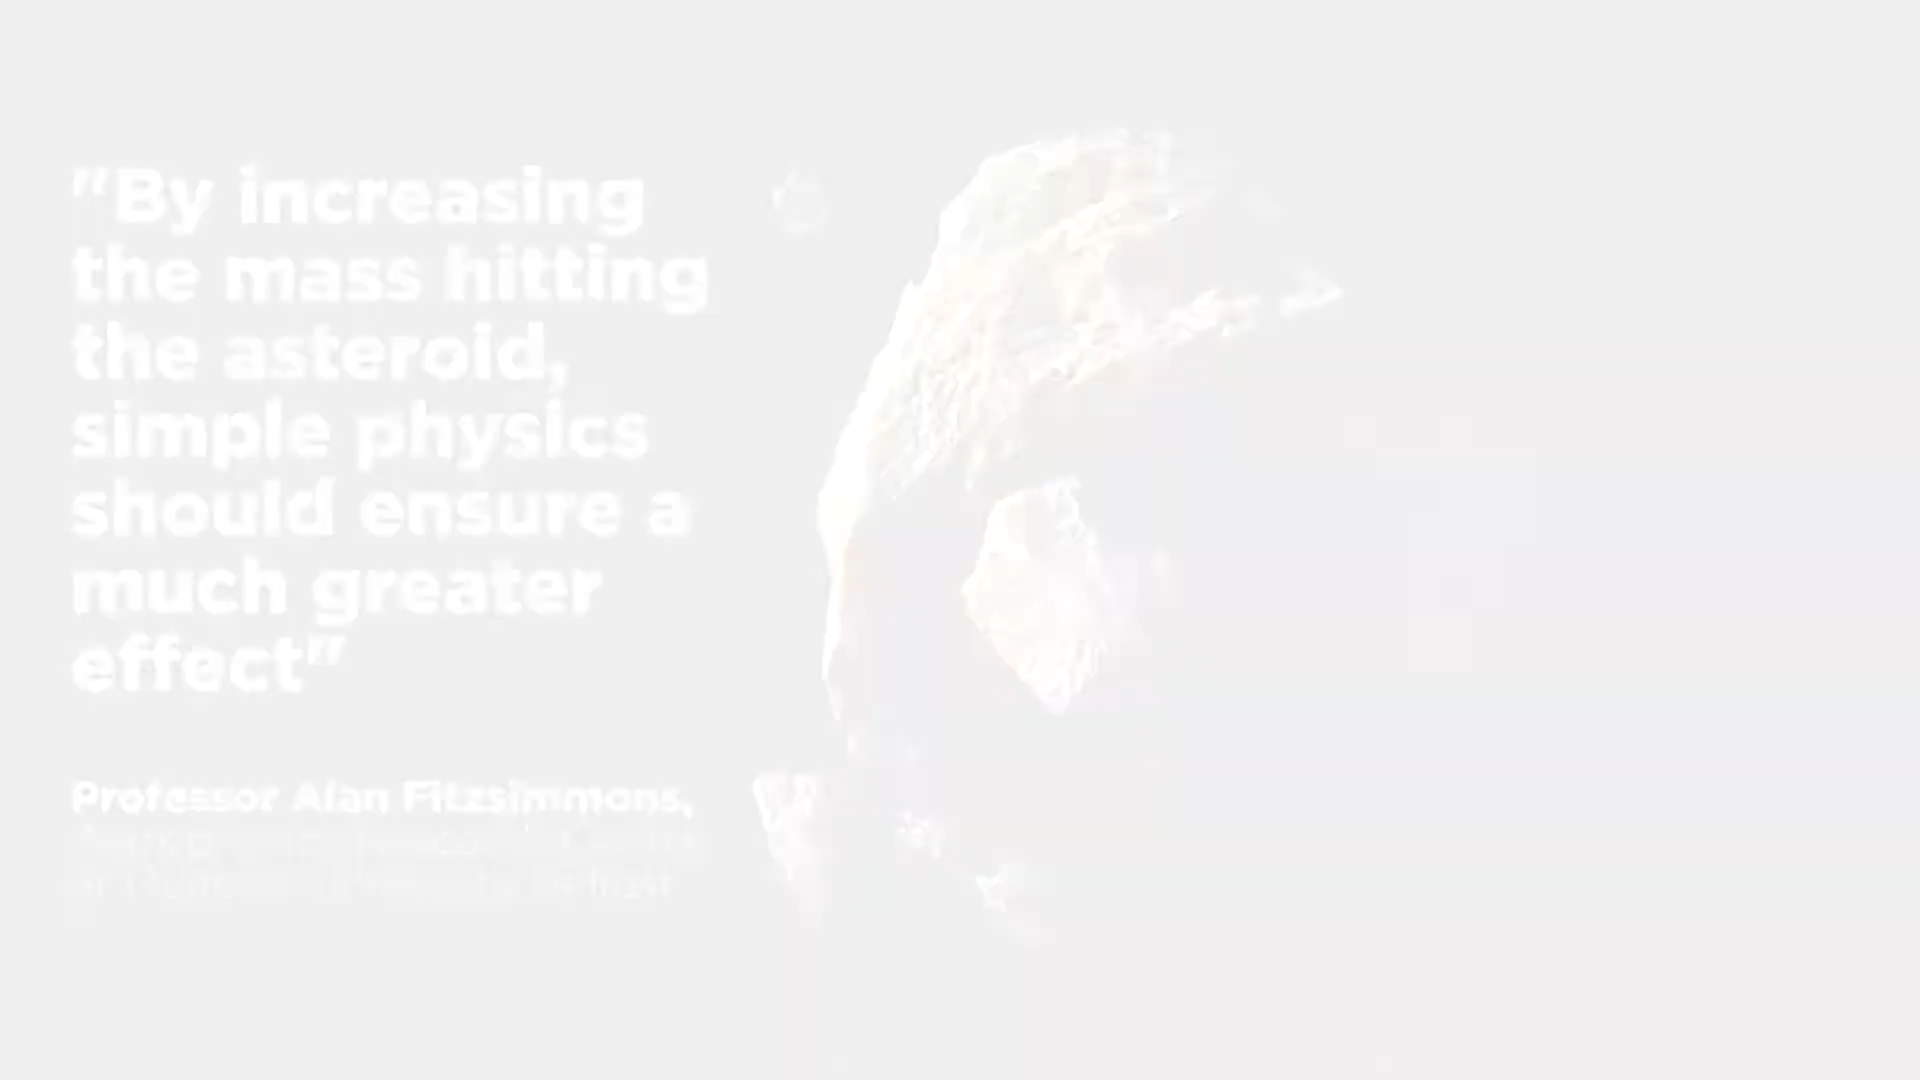 "By increasing
the mass hitting
the asteroid,
simple physics
should ensure a
much greater
effect"
Professor Alan Fitzsimmons,